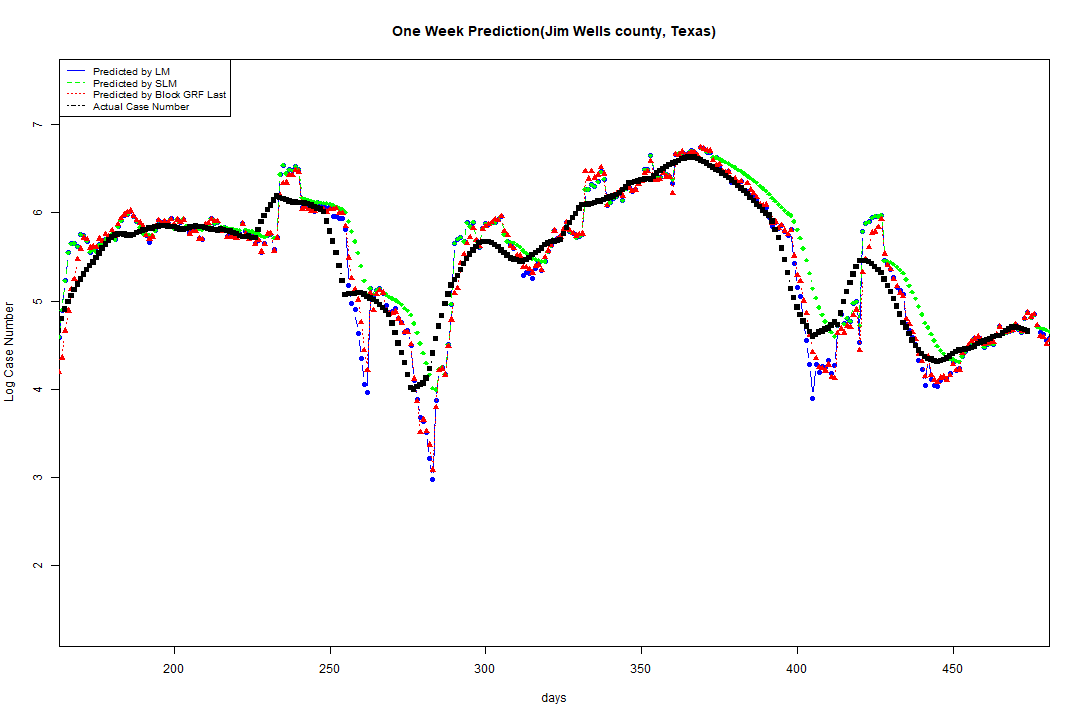 One Week Prediction(Jim Wells county, Texas)
Predicted by LM
Predicted by SLM
Predicted by Block GRF Last
Actual Case Number
Log Case Number
7
6
5
4
3
2
200
250
300
350
400
450
days